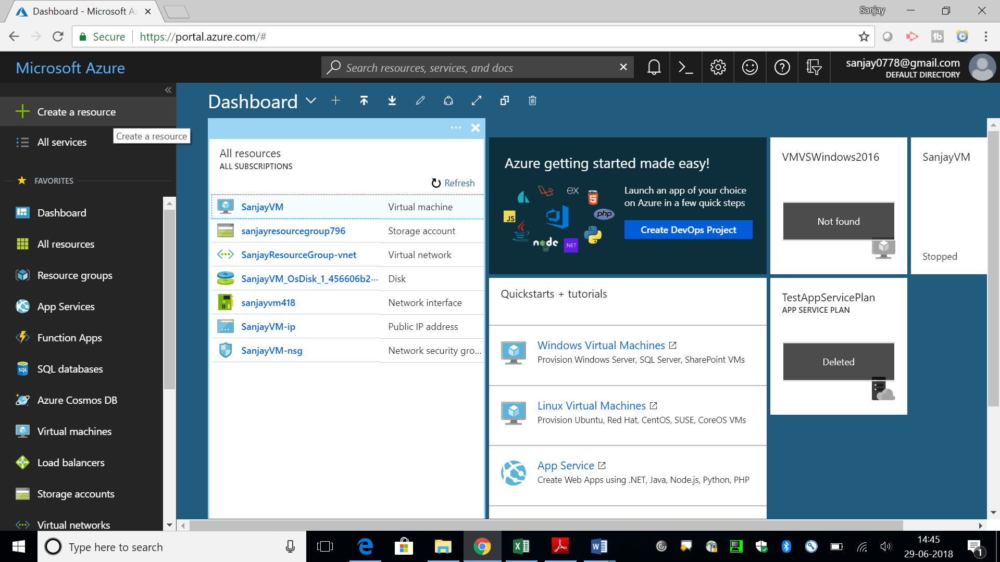 Dashboard - Microsoft Az
Sanjay
Secure
https://portal.azure.com/#
Microsoft Azure
Search resources, services, and docs
sanjay0778@gmail.com
DEFAULT DIRECTORY
Create a resource
Create a resource
All services
FAVORITES
Dashboard
All resources
Resource groups
App Services
Function Apps
SQL
SQL databases
Azure Cosmos DB
Virtual machines
Load balancers
Storage accounts
Virtual networks
Dashboard
All resources
ALL SUBSCRIPTIONS
Refresh
SanjayVM Virtual machine
sanjayresourcegroup796 Storage account
SanjayResourceGroup-vnet Virtual network
SanjayVM_OsDisk_1_456606b2··· Disk
sanjayvm418 Network interface
SanjayVM-ip Public IP address
SanjayVM-nsg Network security gro...
Azure getting started made easy!
Launch an app of your choice
on Azure in a few quick steps
Create DevOps Project
ex
HTML
5
JS
php
node
JS
.NET
Quickstarts + tutorials
Windows Virtual Machines
Provision Windows Server, SQL Server, SharePoint VMs
Linux Virtual Machines
Provision Ubuntu, Red Hat, CentOS, SUSE, CoreOS VMs
App Service
Create Web Apps using .NET, Java, Node.js, Python, PHP
VMVSWindows2016
Not found
SanjayVM
Stopped
TestAppServicePlan
APP SERVICE PLAN
Deleted
Type here to search
14:45
29-06-2018
1